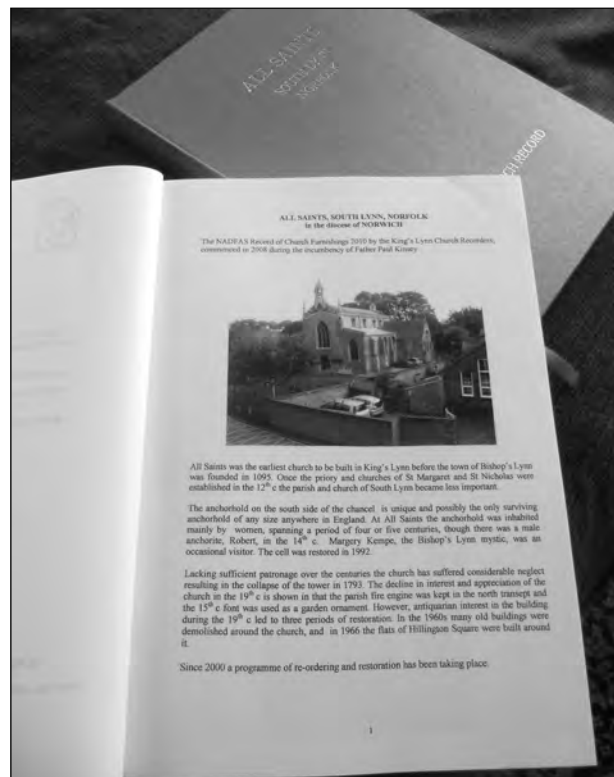 ALL SAINTS
SOUTH LYNN
NORFOLK
CH RECORD
ALL SAINTS, SOUTH LYNN, NORFOLK
in the diocese of NORWICH
The NADFAS Record of Church Furnishings 2010 by the King's Lynn Church Recorders,
commenced in 2008 during the incumbency of Father Paul Kinsey
All Saints was the earliest church to be built in King's Lynn before the town of Bishop's Lynn
was founded in 1095. Once the priory and churches of St Margaret and St Nicholas were
established in the 12th c the parish and church of South Lynn became less important.
The anchorhold on the south side of the chancel is unique and possibly the only surviving
anchorhold of any size anywhere in England. At All Saints the anchorhold was inhabited
mainly by women, spanning a period of four or five centuries, though there was a male
anchorite, Robert, in the 14th c. Margery Kempe, the Bishop's Lynn mystic, was an
occasional visitor. The cell was restored in 1992.
Lacking sufficient patronage over the centuries the church has suffered considerable neglect
resulting in the collapse of the tower in 1793. The decline in interest and appreciation of the
church in the 19th c is shown in that the parish fire engine was kept in the north transept and
the 15th c font was used as a garden ornament. However, antiquarian interest in the building
during the 19th c led to three periods of restoration. In the 1960s many old buildings were
demolished around the church, and in 1966 the flats of Hillington Square were built around
it.
Since 2000 a programme of re-ordering and restoration has been taking place.
1